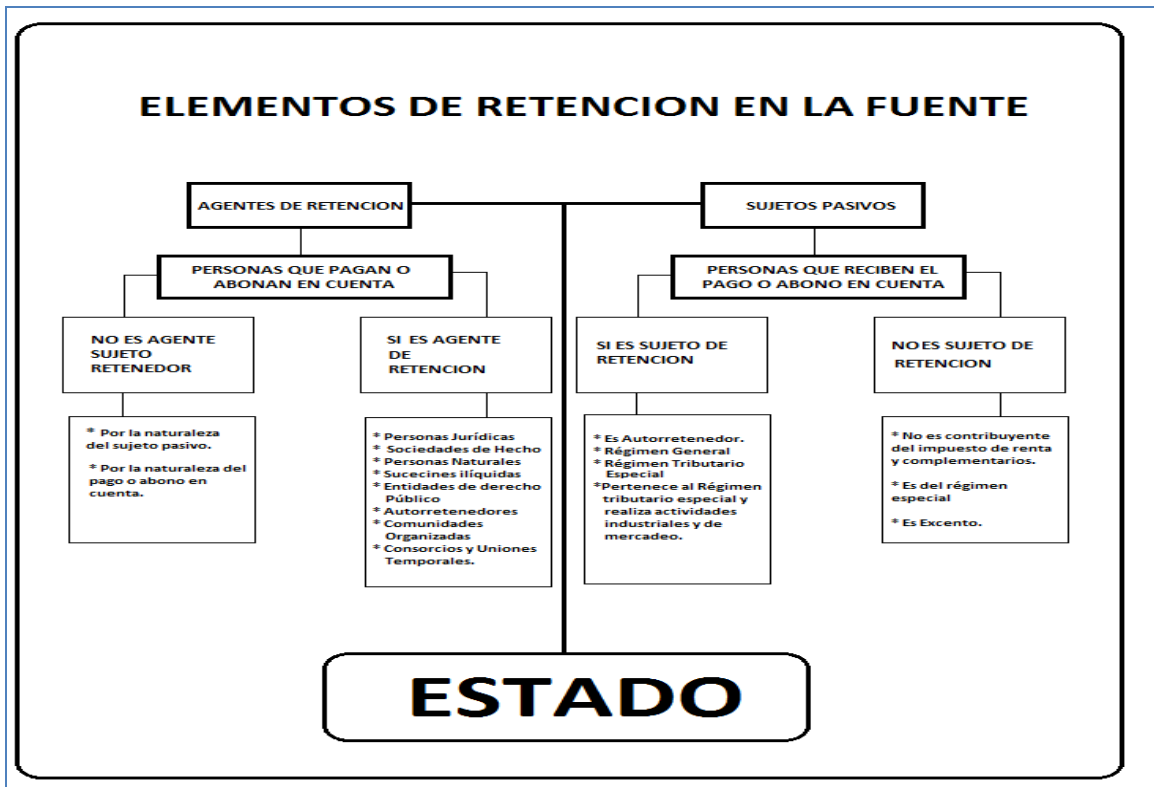 ELEMENTOS DE RETENCION EN LA FUENTE
AGENTES DE RETENCION
SUJETOS PASIVOS
PERSONAS QUE PAGAN O
ABONAN EN CUENTA
PERSONAS QUE RECIBEN EL
PAGO O ABONO EN CUENTA
NO ES AGENTE
SUJETO
RETENEDOR
SI ES AGENTE
DE
RETENCION
SI ES SUJETO DE
RETENCION
NO ES SUJETO DE
RETENCION
* Por la naturaleza
del sujeto pasivo.
* Por la naturaleza del
pago o abono en
cuenta.
* Personas Jurídicas
* Sociedades de Hecho
* Personas Naturales
* Sucecines ilíquidas
* Entidades de derecho
Público
* Autorretenedores
* Comunidades
Organizadas
* Consorcios y Uniones
Temporales.
* Es Autorretenedor.
* Régimen General
* Régimen Tributario
Especial
*Pertenece al Régimen
tributario especial y
realiza actividades
industriales y de
mercadeo.
* No es contribuyente
del impuesto de renta
y complementarios.
* Es del régimen
especial
* Es Excento.
ESTADO